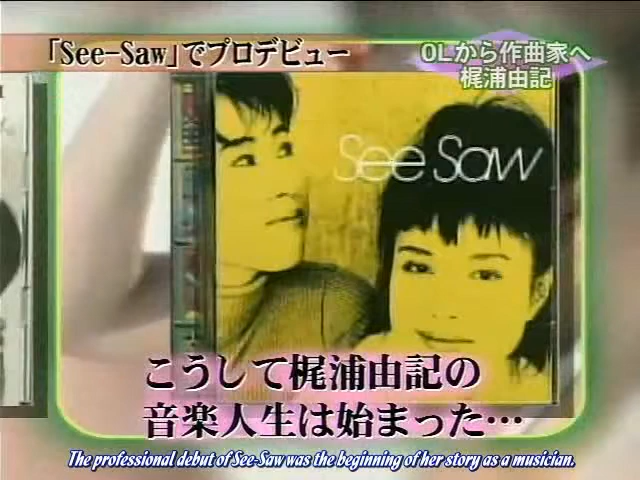 「See-Saw」でプロデビュー
OLから作曲家へ
梶浦由記
See Saw
こうして梶浦由記の
音楽人生は始まった…
The professional debut of See-Saw was the beginning of her story as a musician.